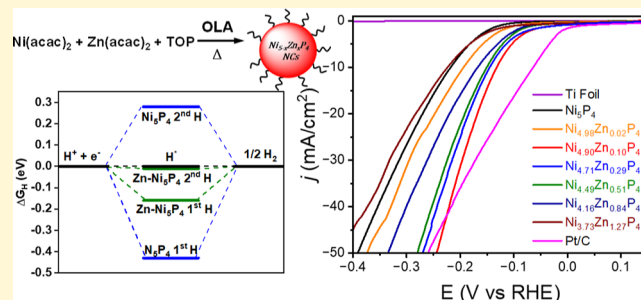 Ni(acac)₂ + Zn(acac)₂ + TOP
OLA
Δ
Ni₅₋ₓZnₓP₄
NCs
ΔG_H (eV)
0.3
0.2
0.1
0.0
-0.1
-0.2
-0.3
-0.4
-0.5
Ni₅P₄ 2ⁿᵈ H
H⁺ + e⁻
H*
1/2 H₂
Zn-Ni₅P₄ 2ⁿᵈ H
Zn-Ni₅P₄ 1ˢᵗ H
N₅P₄ 1ˢᵗ H
j (mA/cm²)
0
-10
-20
-30
-40
-50
Ti Foil
Ni₅P₄
Ni₄.₉₈Zn₀.₀₂P₄
Ni₄.₉₀Zn₀.₁₀P₄
Ni₄.₇₁Zn₀.₂₉P₄
Ni₄.₄₉Zn₀.₅₁P₄
Ni₄.₁₆Zn₀.₈₄P₄
Ni₃.₇₃Zn₁.₂₇P₄
Pt/C
-0.4 -0.3 -0.2 -0.1 0.0 0.1
E (V vs RHE)